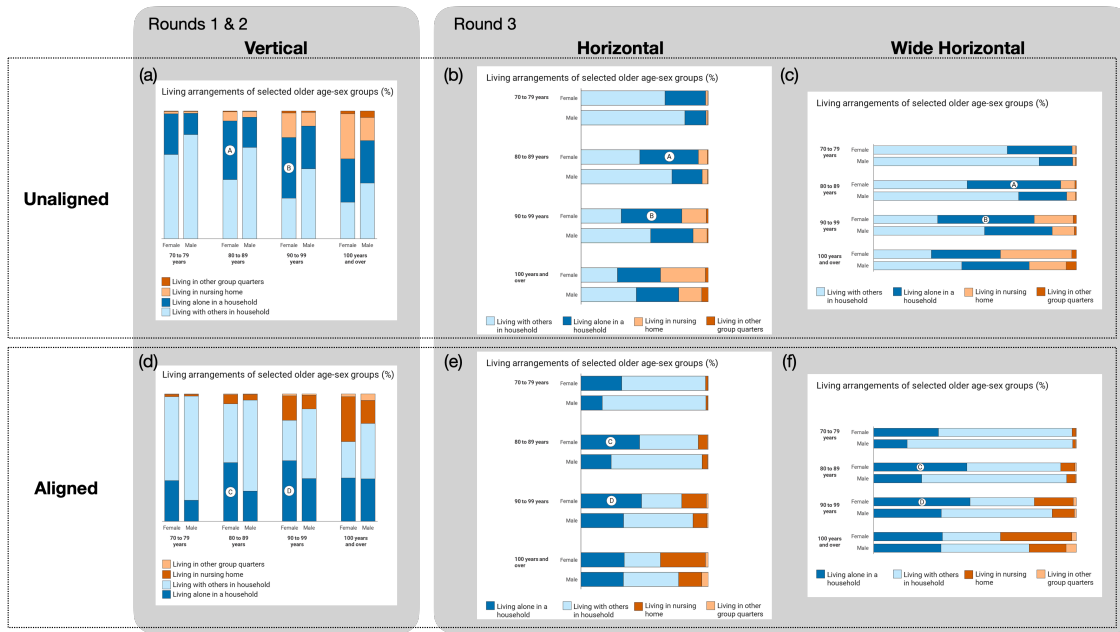 Rounds 1 & 2
Round 3
Vertical
Horizontal
Wide Horizontal
Unaligned
(a)
Living arrangements of selected older age-sex groups (%)
A
B
Female Male Female Male Female Male Female Male
70 to 79 years
80 to 89 years
90 to 99 years
100 years and over
Living in other group quarters
Living in nursing home
Living alone in a household
Living with others in household
(b)
Living arrangements of selected older age-sex groups (%)
70 to 79 years
Female
Male
80 to 89 years
Female
A
Male
90 to 99 years
Female
B
Male
100 years and over
Female
Male
Living with others in household
Living alone in a household
Living in nursing home
Living in other group quarters
(c)
Living arrangements of selected older age-sex groups (%)
70 to 79 years
Female
Male
80 to 89 years
Female
A
Male
90 to 99 years
Female
B
Male
100 years and over
Female
Male
Living with others in household
Living alone in a household
Living in nursing home
Living in other group quarters
Aligned
(d)
Living arrangements of selected older age-sex groups (%)
C
D
Female Male Female Male Female Male Female Male
70 to 79 years
80 to 89 years
90 to 99 years
100 years and over
Living in other group quarters
Living in nursing home
Living with others in household
Living alone in a household
(e)
Living arrangements of selected older age-sex groups (%)
70 to 79 years
Female
Male
80 to 89 years
Female
C
Male
90 to 99 years
Female
D
Male
100 years and over
Female
Male
Living alone in a household
Living with others in household
Living in nursing home
Living in other group quarters
(f)
Living arrangements of selected older age-sex groups (%)
70 to 79 years
Female
Male
80 to 89 years
Female
C
Male
90 to 99 years
Female
D
Male
100 years and over
Female
Male
Living alone in a household
Living with others in household
Living in nursing home
Living in other group quarters